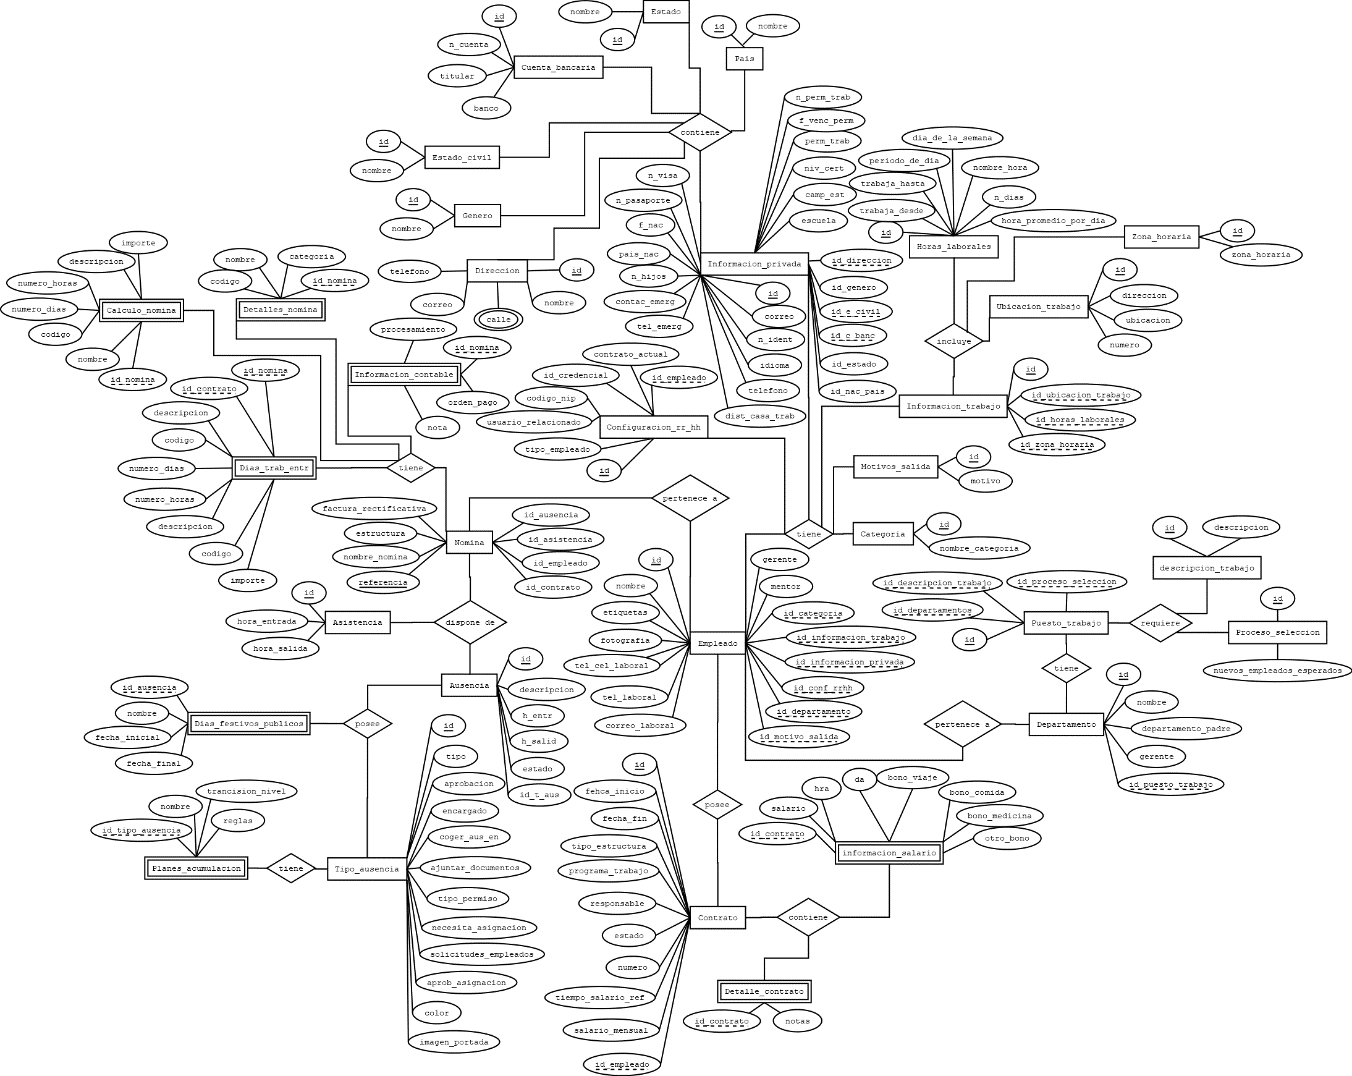 nombre
Estado
id
id
nombre
Pais
id
n_cuenta
Cuenta_bancaria
titular
banco
contiene
id
Estado_civil
nombre
id
Genero
nombre
telefono
Direccion
id
correo
calle
nombre
n_visa
n_pasaporte
f_nac
pais_nac
n_hijos
contac_emerg
tel_emerg
n_perm_trab
f_venc_perm
perm_trab
niv_cert
camp_est
escuela
Informacion_privada
id
correo
n_ident
idioma
telefono
dist_casa_trab
id_direccion
id_genero
id_e_civil
id_c_banc
id_estado
id_nac_pais
dia_de_la_semana
periodo_de_dia
nombre_hora
trabaja_hasta
n_dias
trabaja_desde
hora_promedio_por_dia
id
Horas_laborales
Zona_horaria
id
zona_horaria
id
Ubicacion_trabajo
direccion
ubicacion
numero
incluye
id
Informacion_trabajo
id_ubicacion_trabajo
id_horas_laborales
id_zona_horaria
importe
descripcion
numero_horas
numero_dias
Calculo_nomina
codigo
nombre
id_nomina
nombre
categoria
codigo
id_nomina
Detalles_nomina
procesamiento
id_nomina
Informacion_contable
orden_pago
nota
contrato_actual
id_credencial
id_empleado
codigo_nip
usuario_relacionado
Configuracion_rr_hh
tipo_empleado
id
id_nomina
id_contrato
descripcion
codigo
numero_dias
Dias_trab_entr
numero_horas
descripcion
codigo
importe
tiene
pertenece a
factura_rectificativa
estructura
nombre_nomina
referencia
Nomina
id_ausencia
id_asistencia
id_empleado
id_contrato
Motivos_salida
id
motivo
tiene
Categoria
id
nombre_categoria
id
hora_entrada
Asistencia
hora_salida
dispone de
id
nombre
etiquetas
fotografia
tel_cel_laboral
tel_laboral
correo_laboral
Empleado
gerente
mentor
id_categoria
id_informacion_trabajo
id_informacion_privada
id_conf_rrhh
id_departamento
id_motivo_salida
id
descripcion
descripcion_trabajo
id_descripcion_trabajo
id_proceso_seleccion
id_departamentos
id
Puesto_trabajo
requiere
id
Proceso_seleccion
nuevos_empleados_esperados
tiene
pertenece a
Departamento
id
nombre
departamento_padre
gerente
id_puesto_trabajo
Ausencia
id
descripcion
h_entr
h_salid
estado
id_t_aus
id_ausencia
nombre
Dias_festivos_publicos
fecha_inicial
fecha_final
posee
trancision_nivel
nombre
reglas
id_tipo_ausencia
Planes_acumulacion
tiene
Tipo_ausencia
id
tipo
aprobacion
encargado
coger_aus_en
ajuntar_documentos
tipo_permiso
necesita_asignacion
solicitudes_empleados
aprob_asignacion
color
imagen_portada
posee
id
fehca_inicio
fecha_fin
tipo_estructura
programa_trabajo
responsable
estado
numero
tiempo_salario_ref
salario_mensual
id_empleado
Contrato
contiene
hra
da
bono_viaje
salario
bono_comida
id_contrato
bono_medicina
otro_bono
informacion_salario
Detalle_contrato
id_contrato
notas